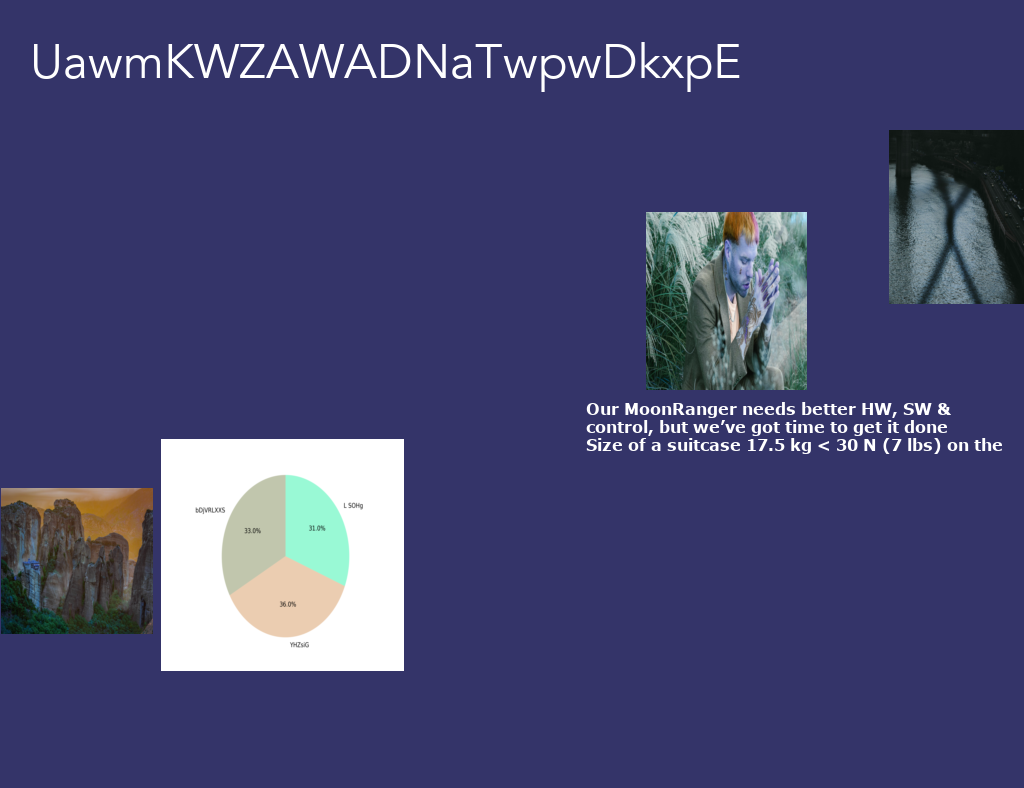 UawmKWZAWADNaTwpwDkxpE
Our MoonRanger needs better HW, SW &
control, but we’ve got time to get it done
Size of a suitcase 17.5 kg < 30 N (7 lbs) on the
bDjVRLXXS
L SOHg
33.0%
31.0%
36.0%
YHZsiG